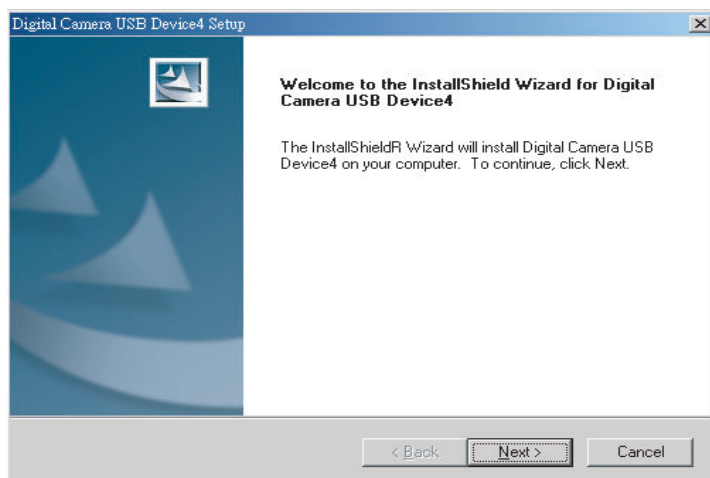 Digital Camera USB Device4 Setup
Welcome to the InstallShield Wizard for Digital
Camera USB Device4
The InstallShieldR Wizard will install Digital Camera USB
Device4 on your computer. To continue, click Next.
< Back
Next >
Cancel